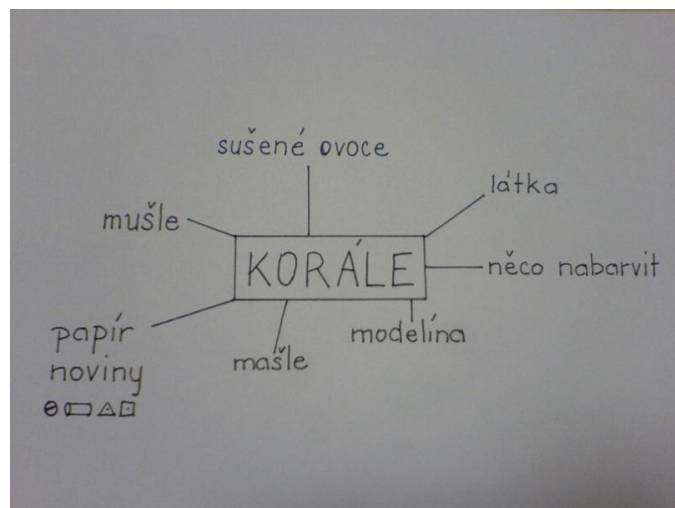 sušené ovoce
látka
mušle
KORÁLE
něco nabarvit
papír
noviny
mašle
modelína